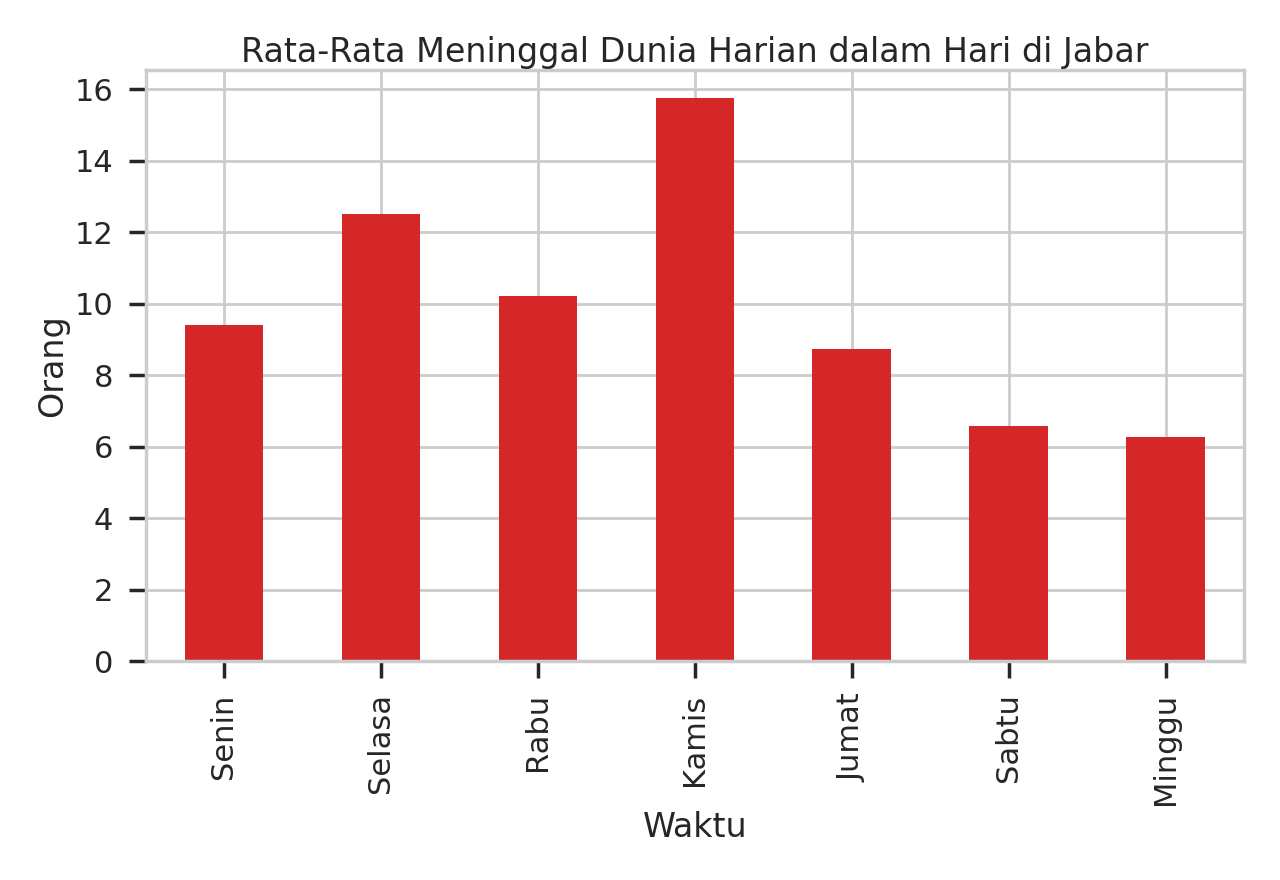 Rata-Rata Meninggal Dunia Harian dalam Hari di Jabar
16
14
12
10
8
6
4
2
0
Orang
Senin
Selasa
Rabu
Kamis
Jumat
Sabtu
Minggu
Waktu